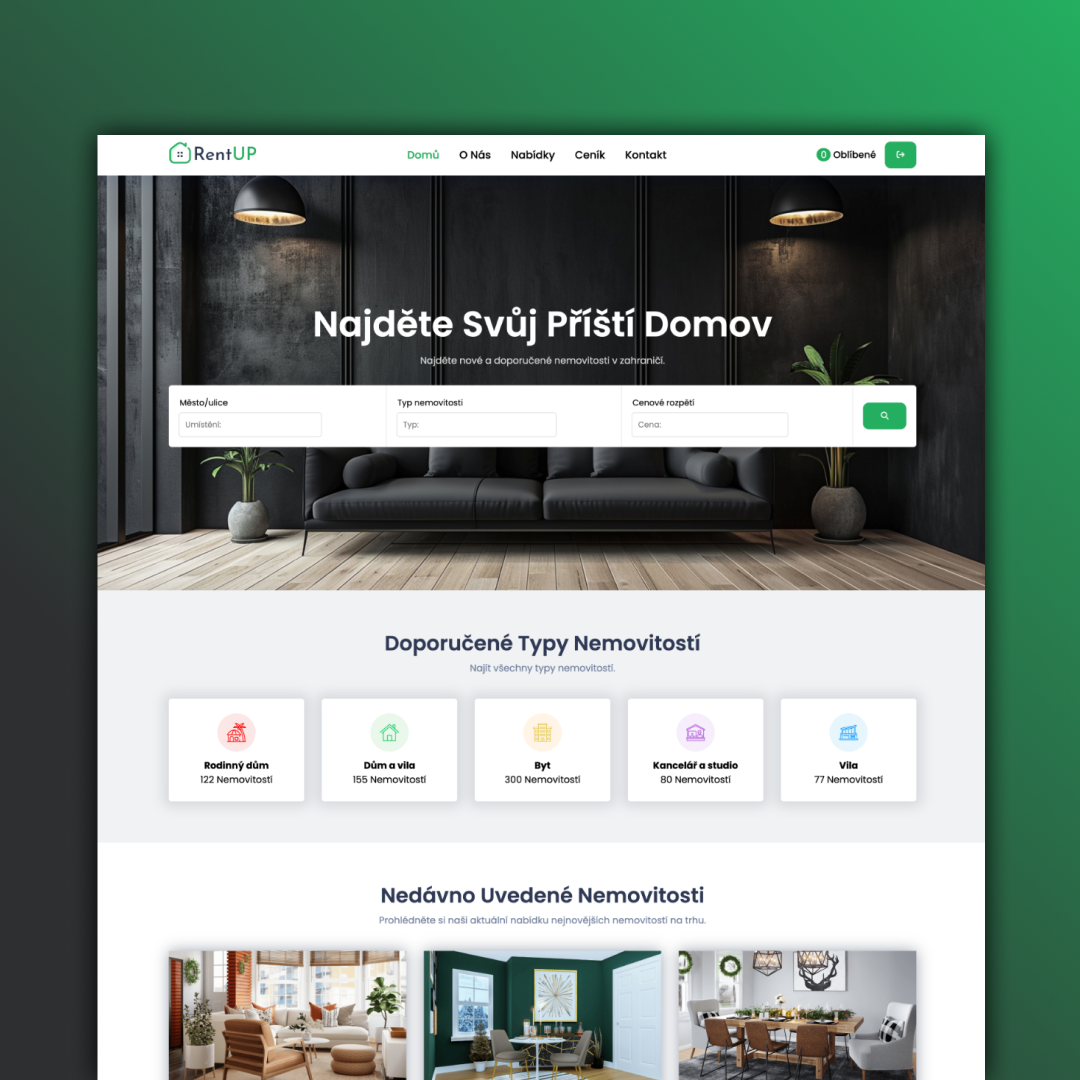 RentUP
Domů O Nás Nabídky Ceník Kontakt
0 Oblíbené
Najděte Svůj Příští Domov
Najděte nové a doporučené nemovitosti v zahraničí.
Město/ulice
Umístění:
Typ nemovitosti
Typ:
Cenové rozpětí
Cena:
Doporučené Typy Nemovitostí
Najít všechny typy nemovitostí.
Rodinný dům
122 Nemovitostí
Dům a vila
155 Nemovitostí
Byt
300 Nemovitostí
Kancelář a studio
80 Nemovitostí
Vila
77 Nemovitostí
Nedávno Uvedené Nemovitosti
Prohlédněte si naši aktuální nabídku nejnovějších nemovitostí na trhu.